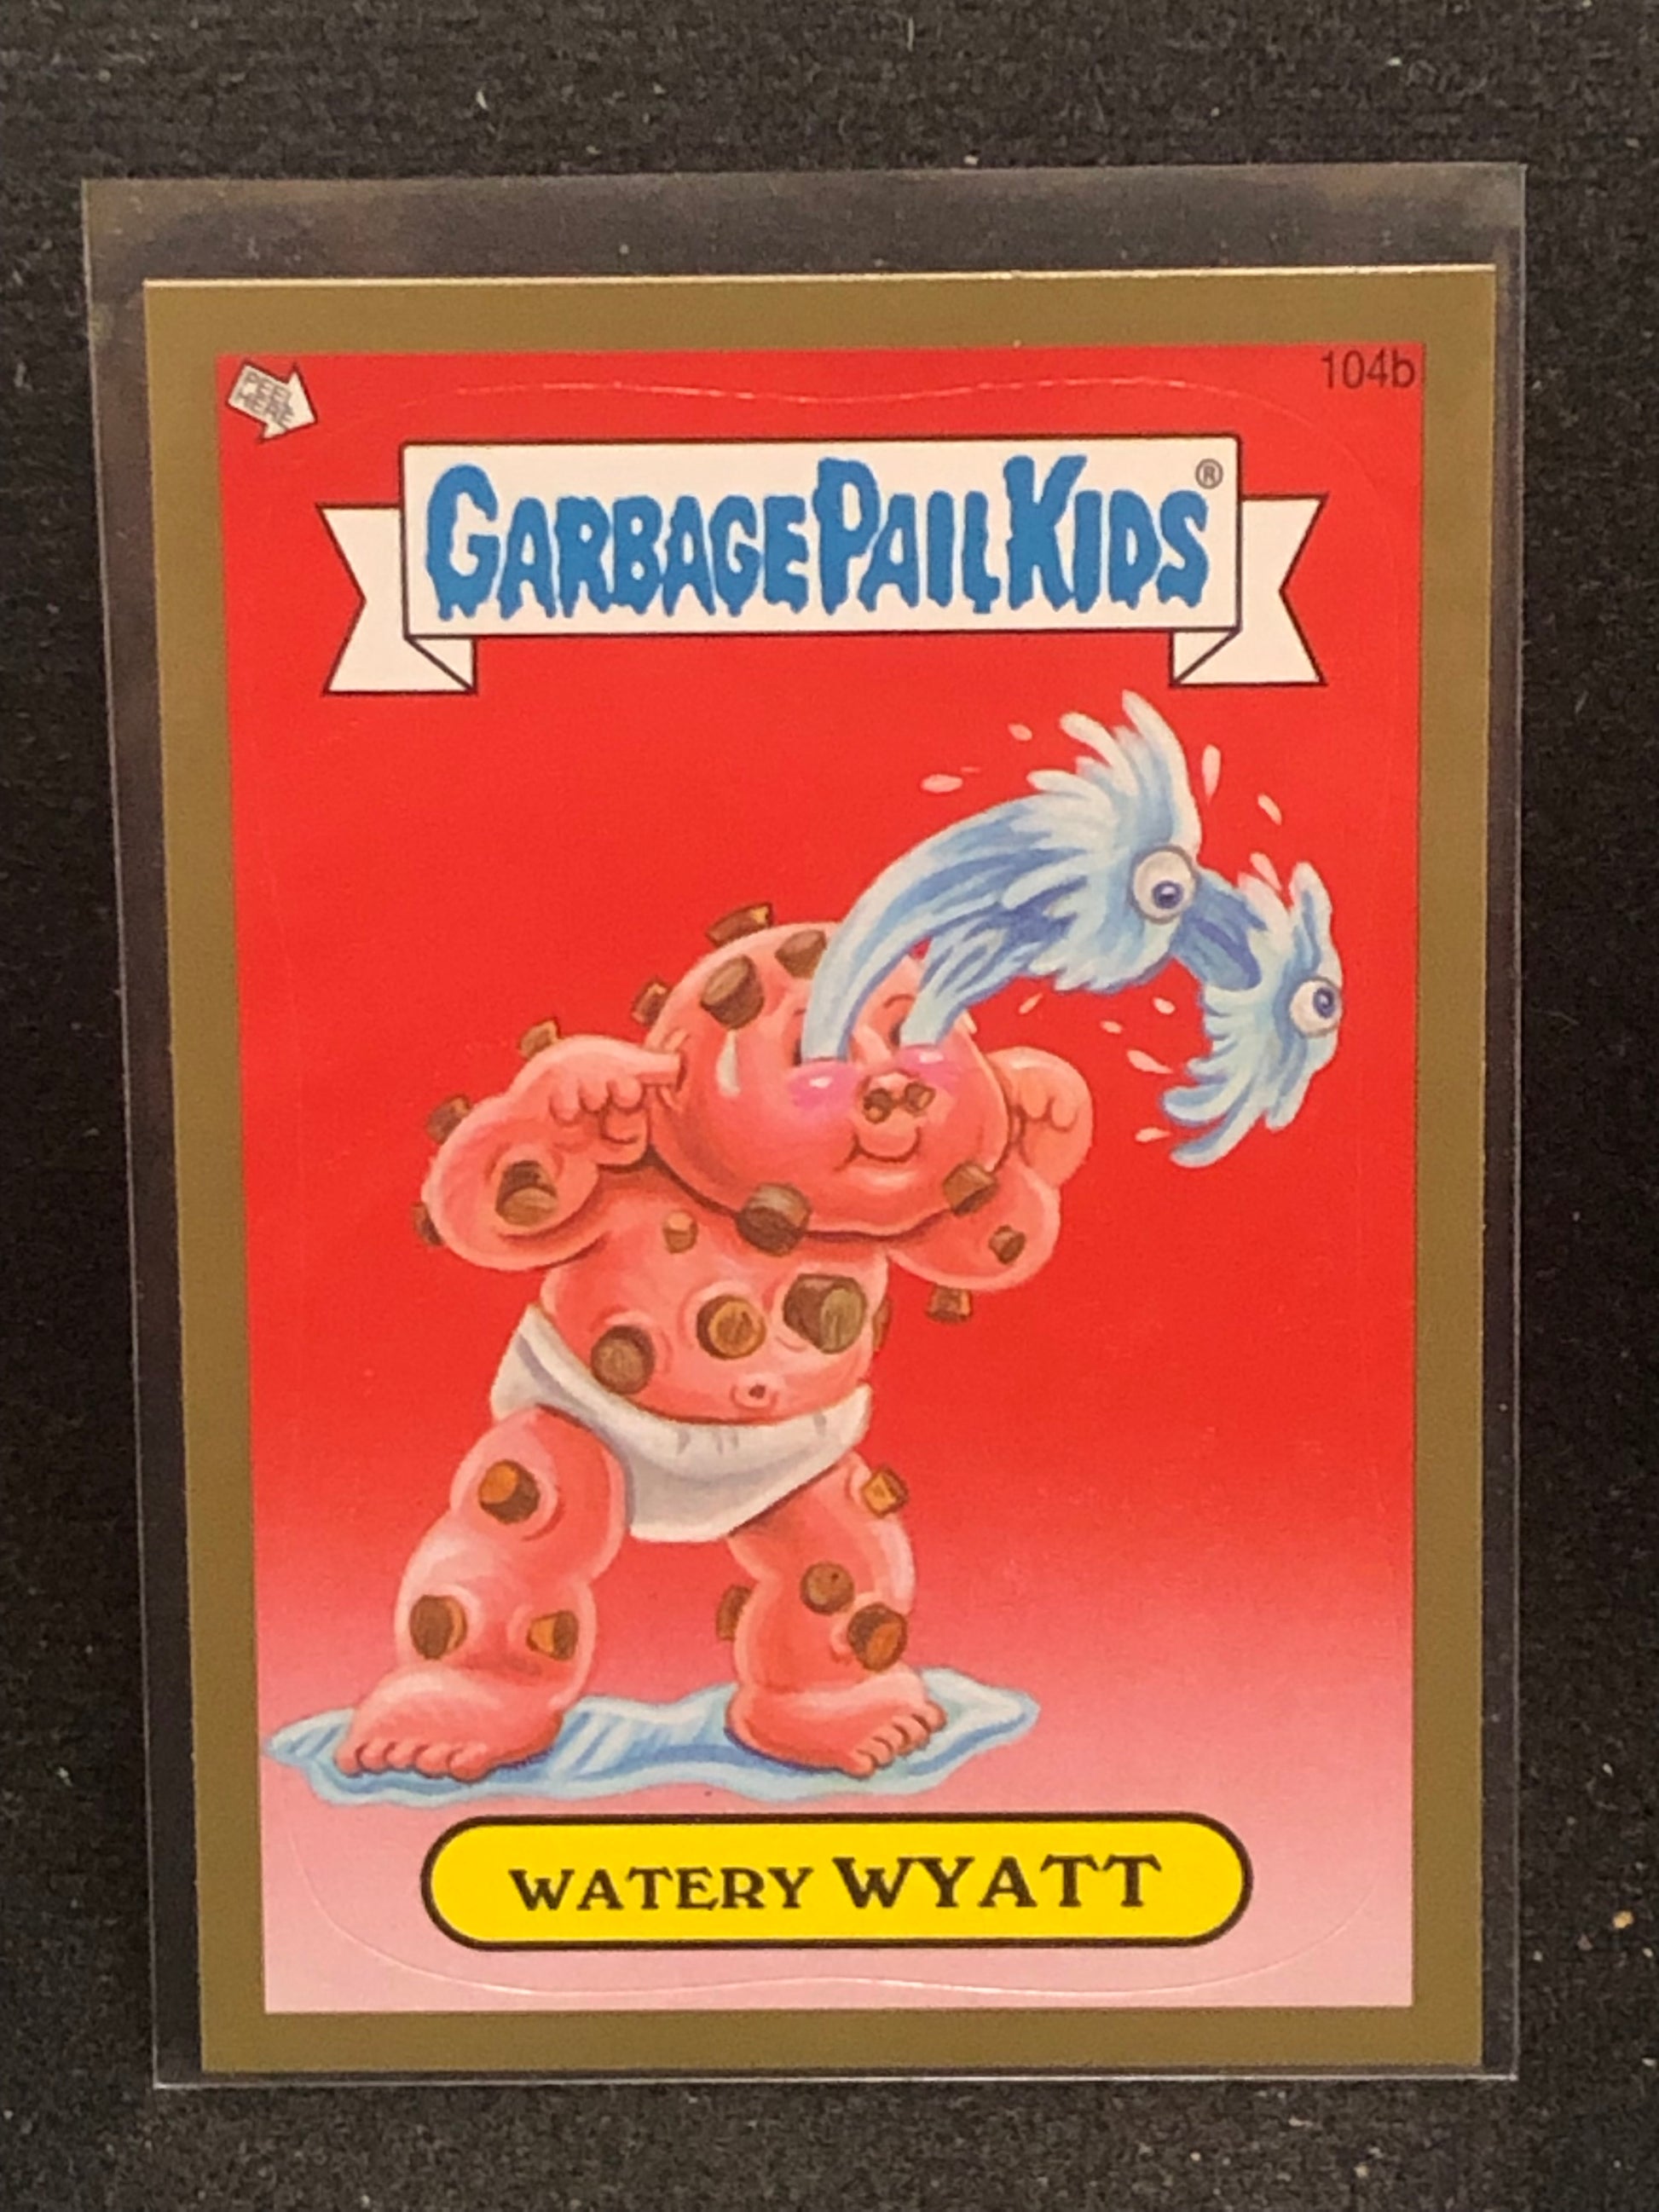 PEEL
HERE
104b
GARBAGE PAIL KIDS®
WATERY WYATT